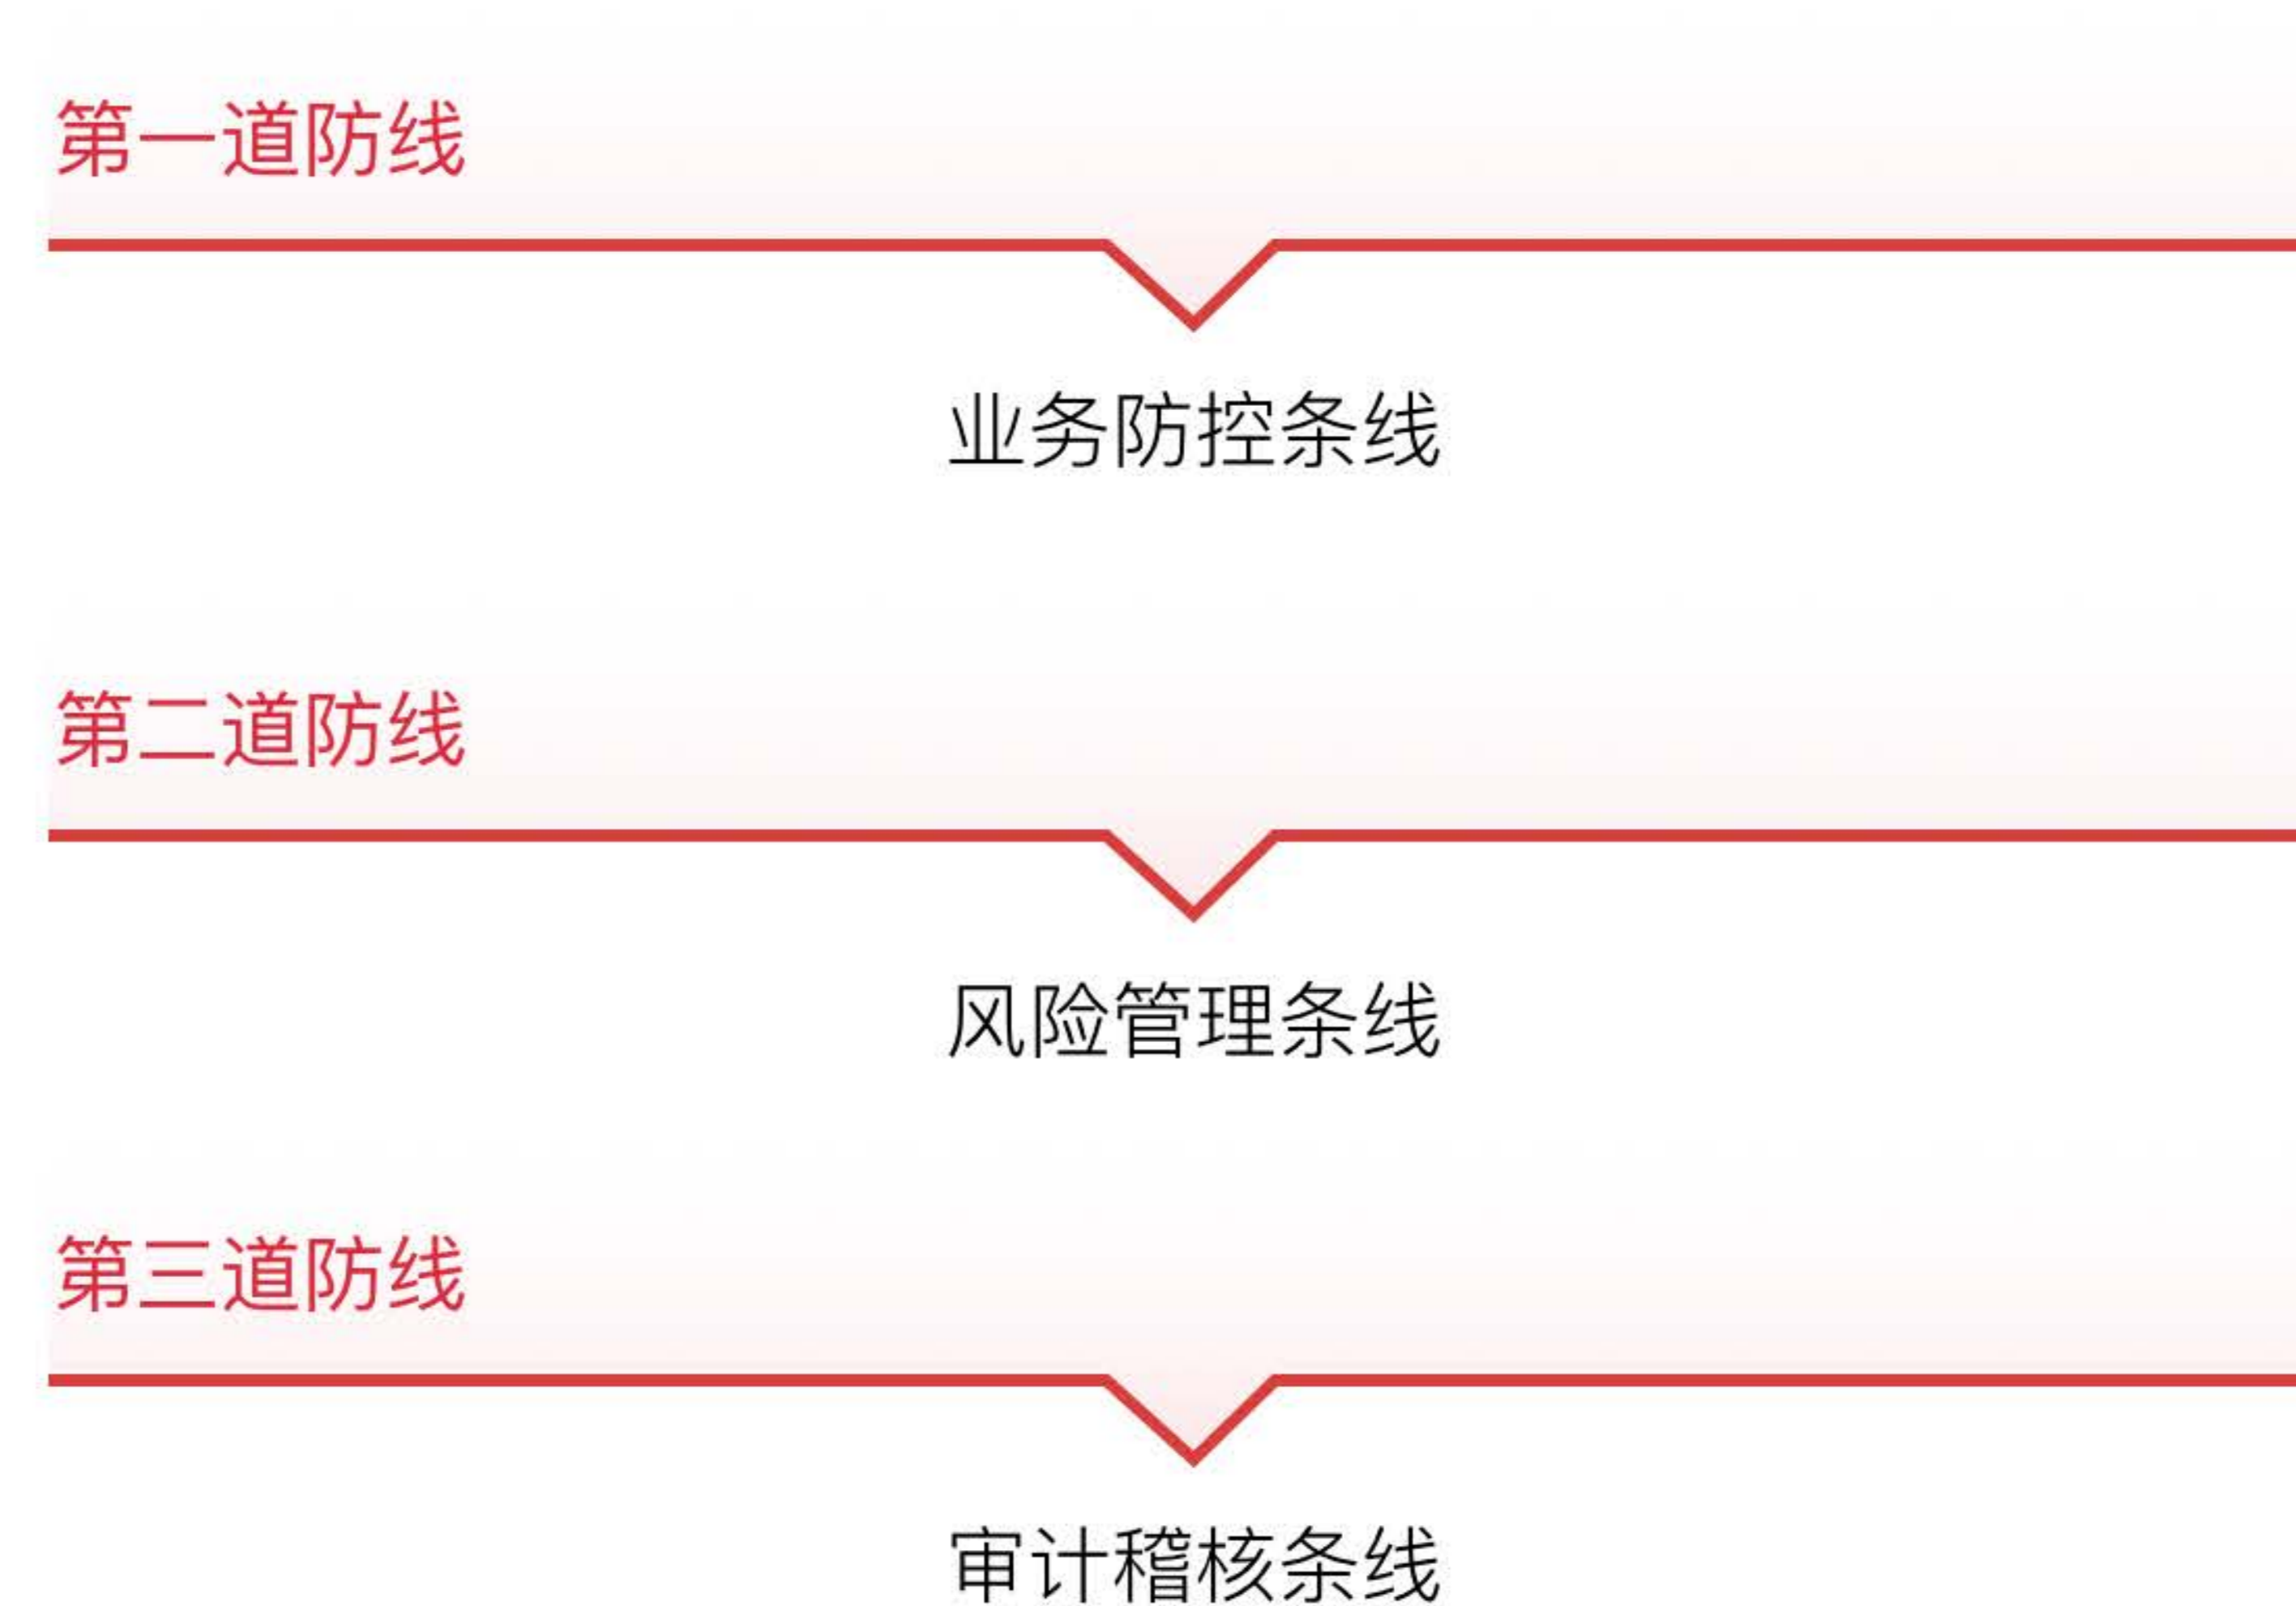 第一道防线
业务防控条线
第二道防线
风险管理条线
第三道防线
审计稽核条线